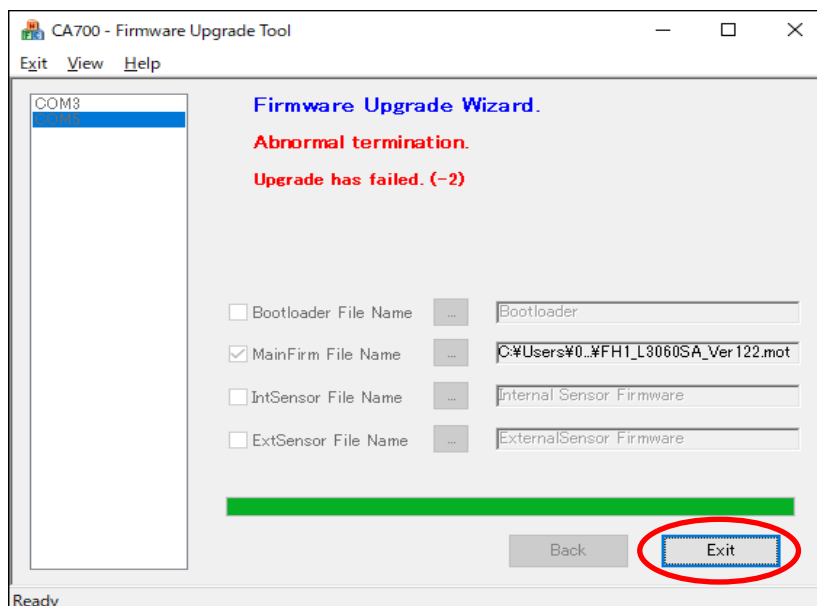 CA700 - Firmware Upgrade Tool
Exit View Help
COM3
COM5
Firmware Upgrade Wizard.
Abnormal termination.
Upgrade has failed. (-2)
Bootloader File Name ... Bootloader
MainFirm File Name ... C:¥Users¥0..¥FH1_L3060SA_Ver122.mot
IntSensor File Name ... Internal Sensor Firmware
ExtSensor File Name ... ExternalSensor Firmware
Back Exit
Ready